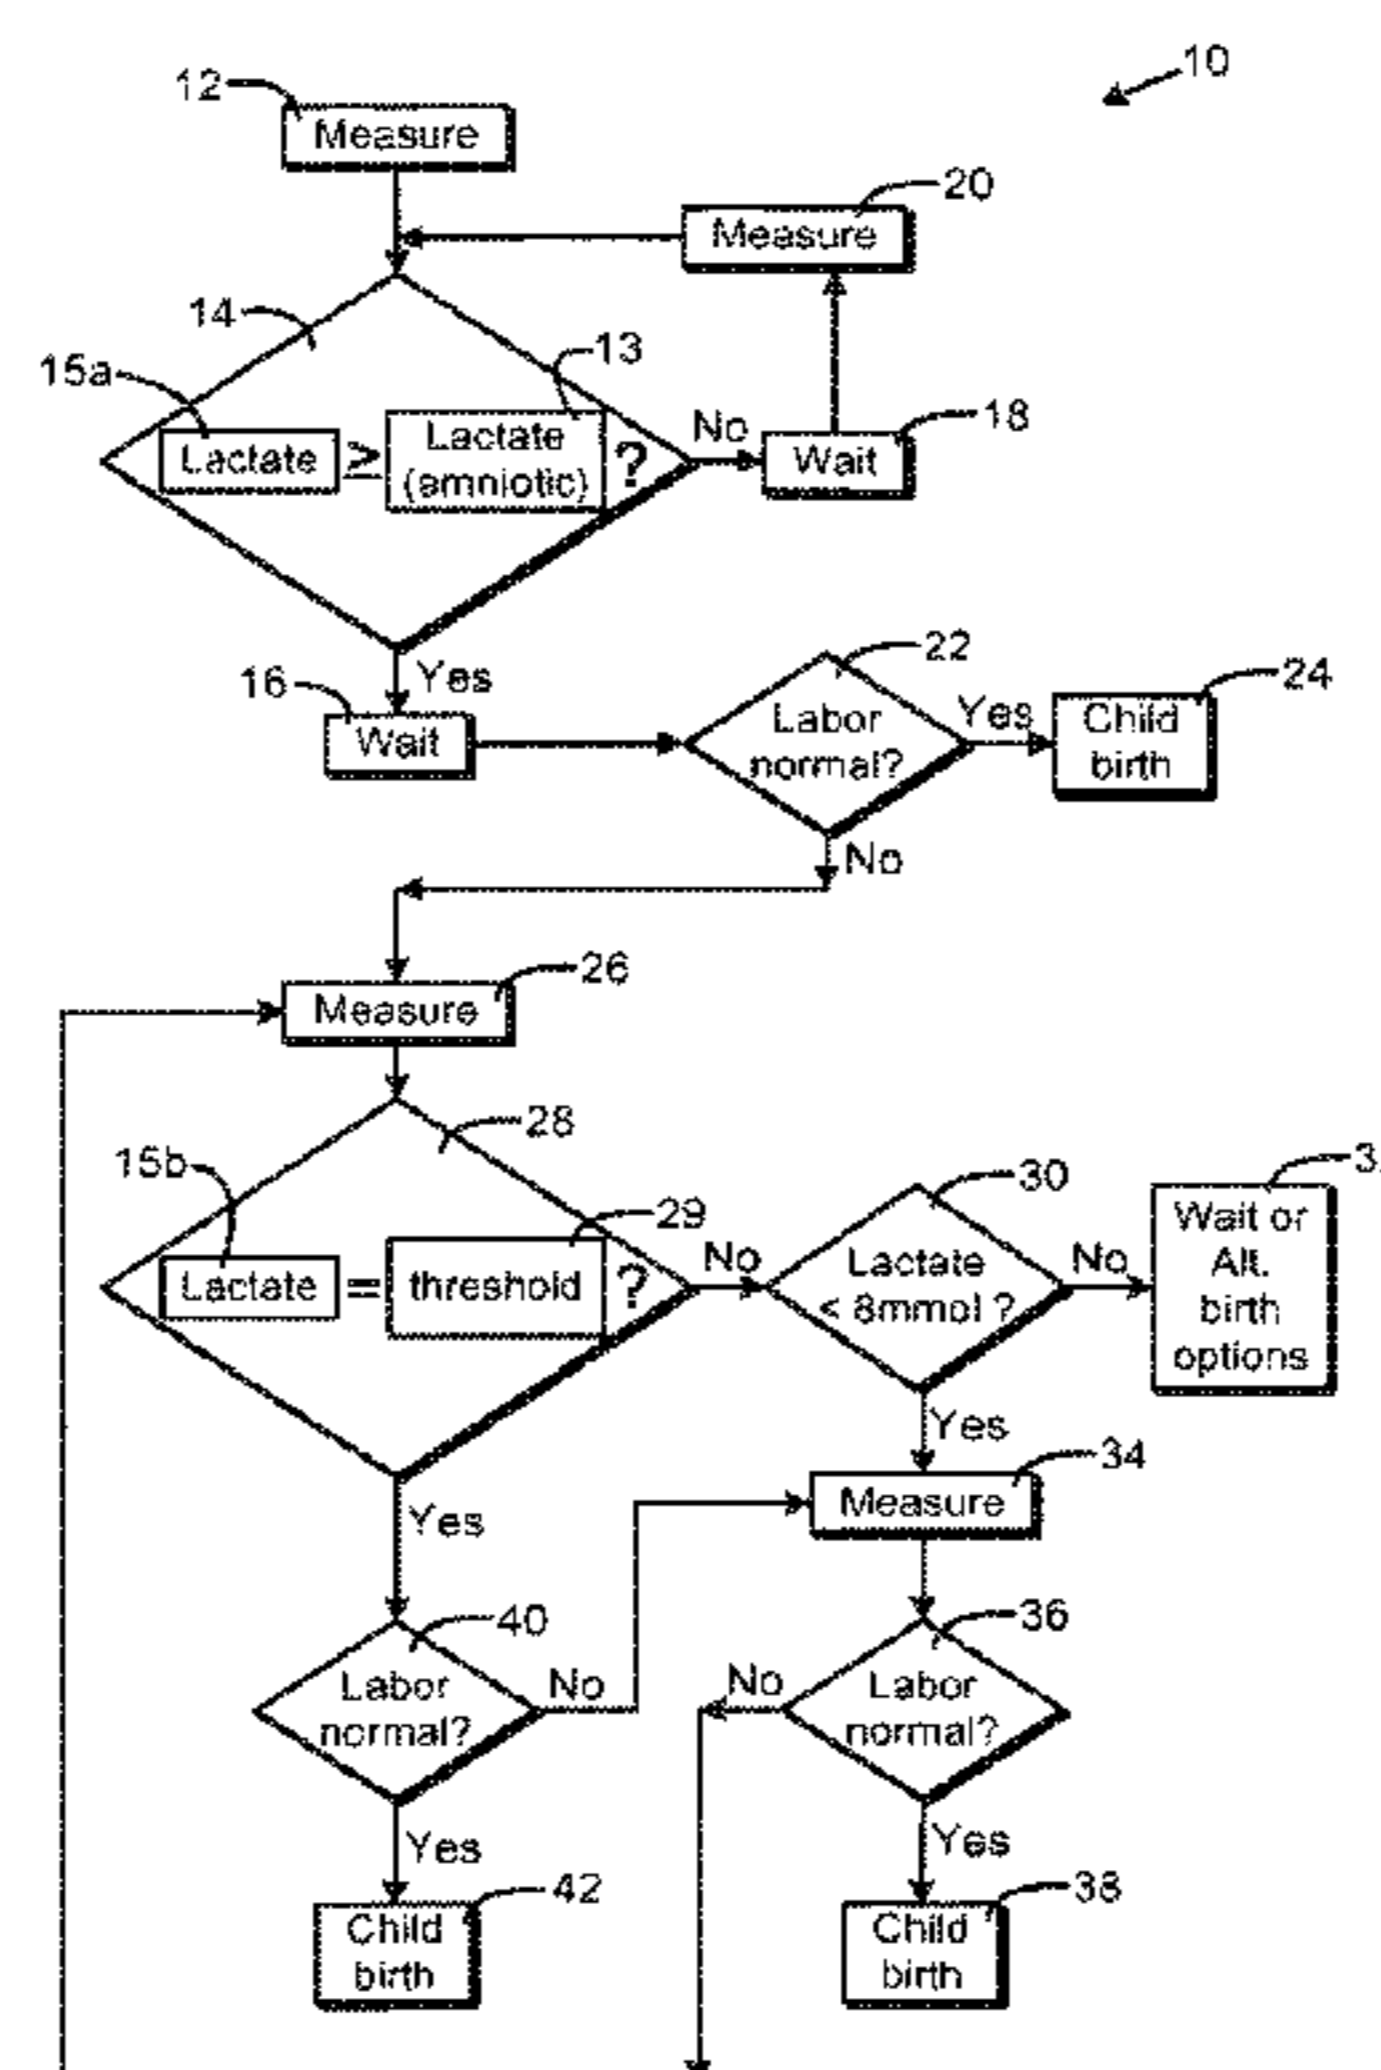 10
12
Measure
20
Measure
14
13
15a
Lactate ≥ Lactate
(amniotic) ?
No
18
Wait
Yes
16
Wait
22
Labor
normal?
Yes
24
Child
birth
No
26
Measure
28
15b
29
Lactate = threshold ?
No
30
Lactate
< 8mmol ?
No
Wait or
Alt.
birth
options
Yes
34
Measure
Yes
40
Labor
normal?
No
36
Labor
normal?
No
Yes
42
Child
birth
Yes
38
Child
birth